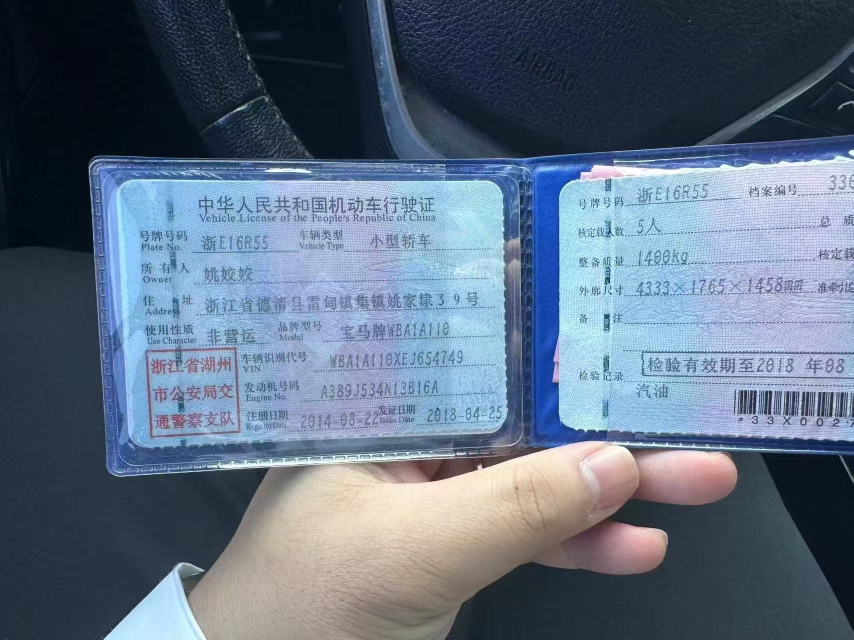 AIRBAG
中华人民共和国机动车行驶证
Vehicle License of the People's Republic of China
号牌号码 浙E16R55 车辆类型 小型轿车
Plate No. Vehicle Type
所有人 姚姣姣
Owner
住址 浙江省德清县雷甸镇集镇姚家埭39号
Address
使用性质 非营运 品牌型号 宝马牌WBA1A110
Use Character Model
浙江省湖州
市公安局交
通警察支队
车辆识别代号 WBA1A110XEJ654749
VIN
发动机号码 A389J534N13B16A
Engine No.
注册日期 2014-08-22 发证日期 2018-04-25
Register Date Issue Date
号牌号码 浙E16R55 档案编号 336
核定载人数 5人 总质
整备质量 1400kg 核定
外廓尺寸 4333×1765×1458mm 准牵引
备注
检验有效期至2018年08
检验记录
汽油
*33X0027